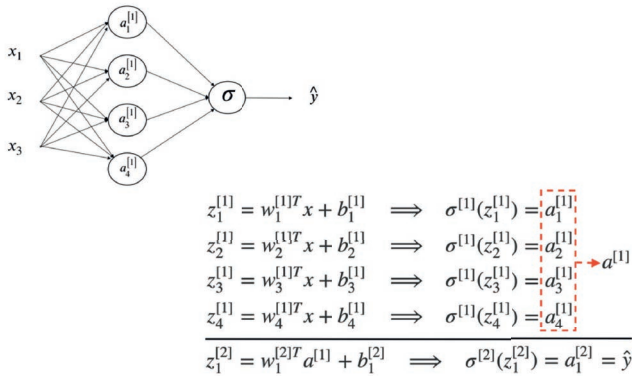 a₁^[1]
x₁
a₂^[1]
x₂
σ
ŷ
a₃^[1]
x₃
a₄^[1]
z₁^[1] = w₁^[1]T x + b₁^[1] ⟹ σ^[1](z₁^[1]) = a₁^[1]
z₂^[1] = w₂^[1]T x + b₂^[1] ⟹ σ^[1](z₂^[1]) = a₂^[1]
a^[1]
z₃^[1] = w₃^[1]T x + b₃^[1] ⟹ σ^[1](z₃^[1]) = a₃^[1]
z₄^[1] = w₄^[1]T x + b₄^[1] ⟹ σ^[1](z₄^[1]) = a₄^[1]
z₁^[2] = w₁^[2]T a^[1] + b₁^[2] ⟹ σ^[2](z₁^[2]) = a₁^[2] = ŷ